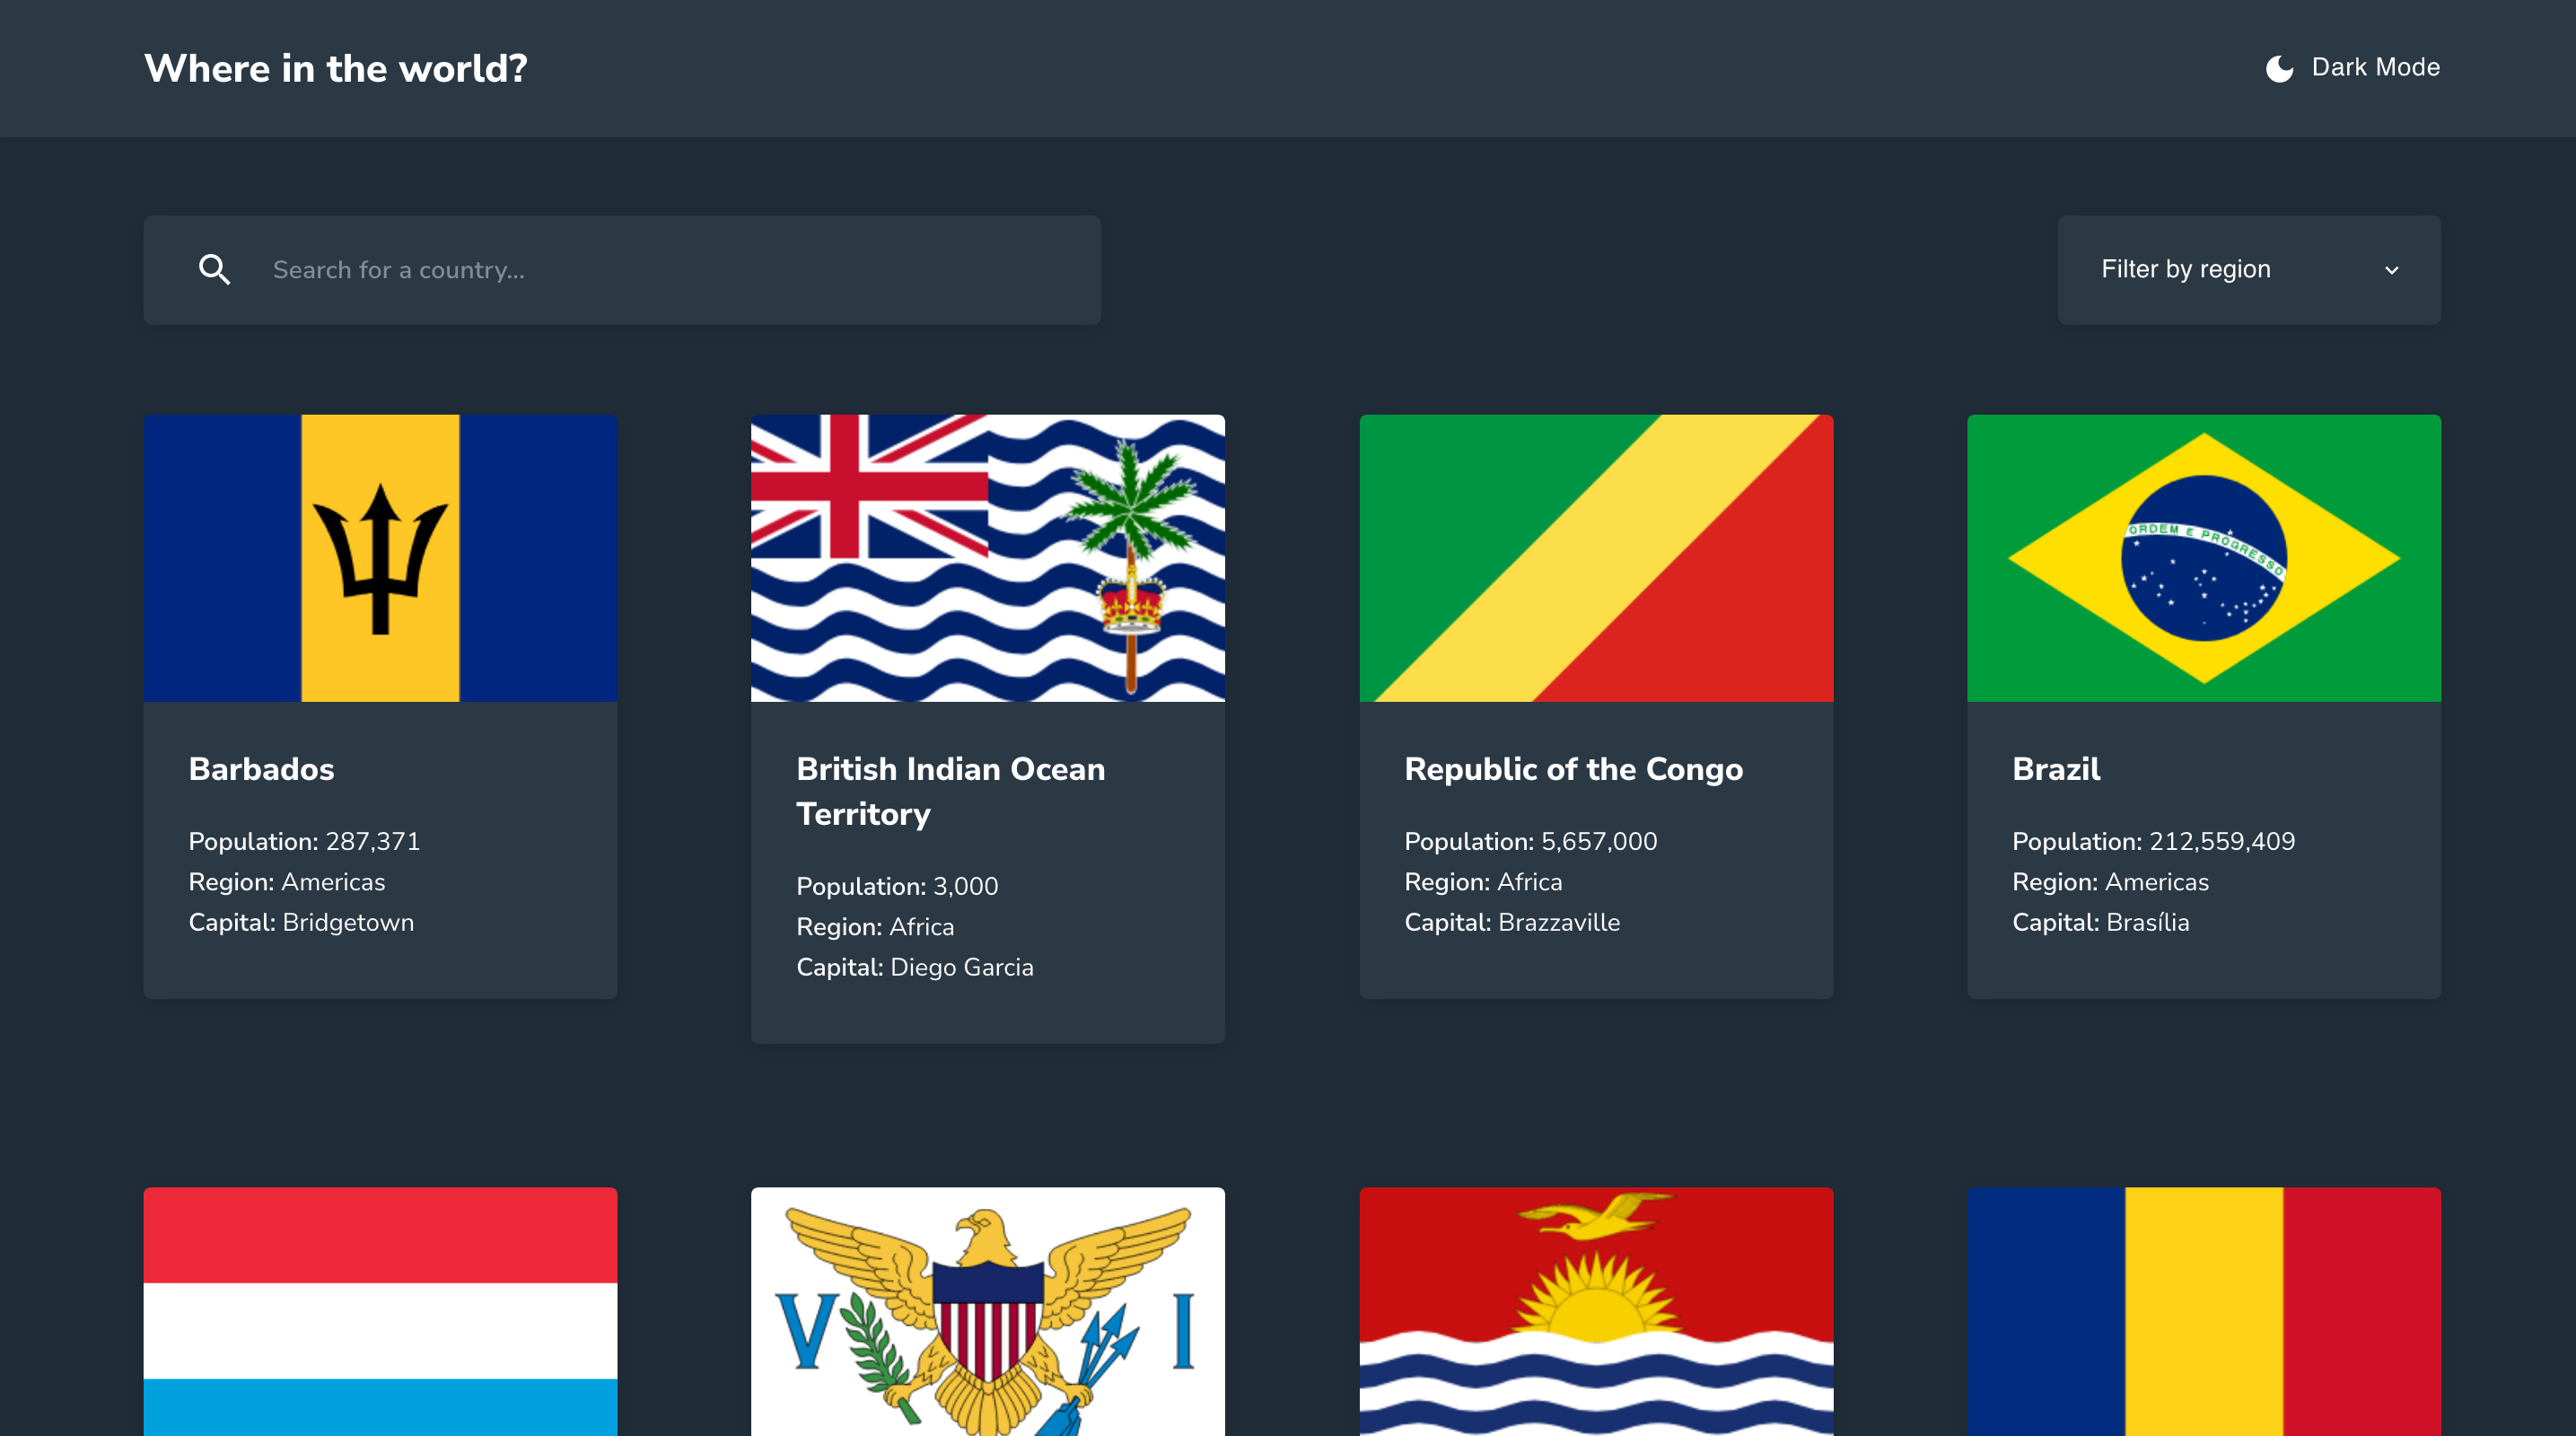 Where in the world?
Dark Mode
Search for a country...
Filter by region
ORDEM E PROGRESSO
Barbados
Population: 287,371
Region: Americas
Capital: Bridgetown
British Indian Ocean
Territory
Population: 3,000
Region: Africa
Capital: Diego Garcia
Republic of the Congo
Population: 5,657,000
Region: Africa
Capital: Brazzaville
Brazil
Population: 212,559,409
Region: Americas
Capital: Brasília
V I